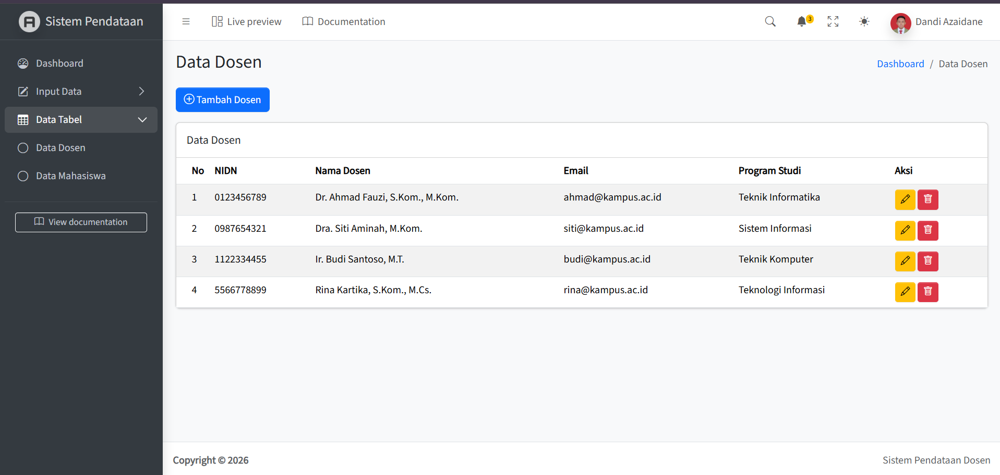 Sistem Pendataan
Live preview
Documentation
3
Dandi Azaidane
Dashboard
Input Data
Data Tabel
Data Dosen
Data Mahasiswa
View documentation
Data Dosen
Dashboard / Data Dosen
Tambah Dosen
Data Dosen
No NIDN Nama Dosen Email Program Studi Aksi
1 0123456789 Dr. Ahmad Fauzi, S.Kom., M.Kom. ahmad@kampus.ac.id Teknik Informatika
2 0987654321 Dra. Siti Aminah, M.Kom. siti@kampus.ac.id Sistem Informasi
3 1122334455 Ir. Budi Santoso, M.T. budi@kampus.ac.id Teknik Komputer
4 5566778899 Rina Kartika, S.Kom., M.Cs. rina@kampus.ac.id Teknologi Informasi
Copyright © 2026
Sistem Pendataan Dosen